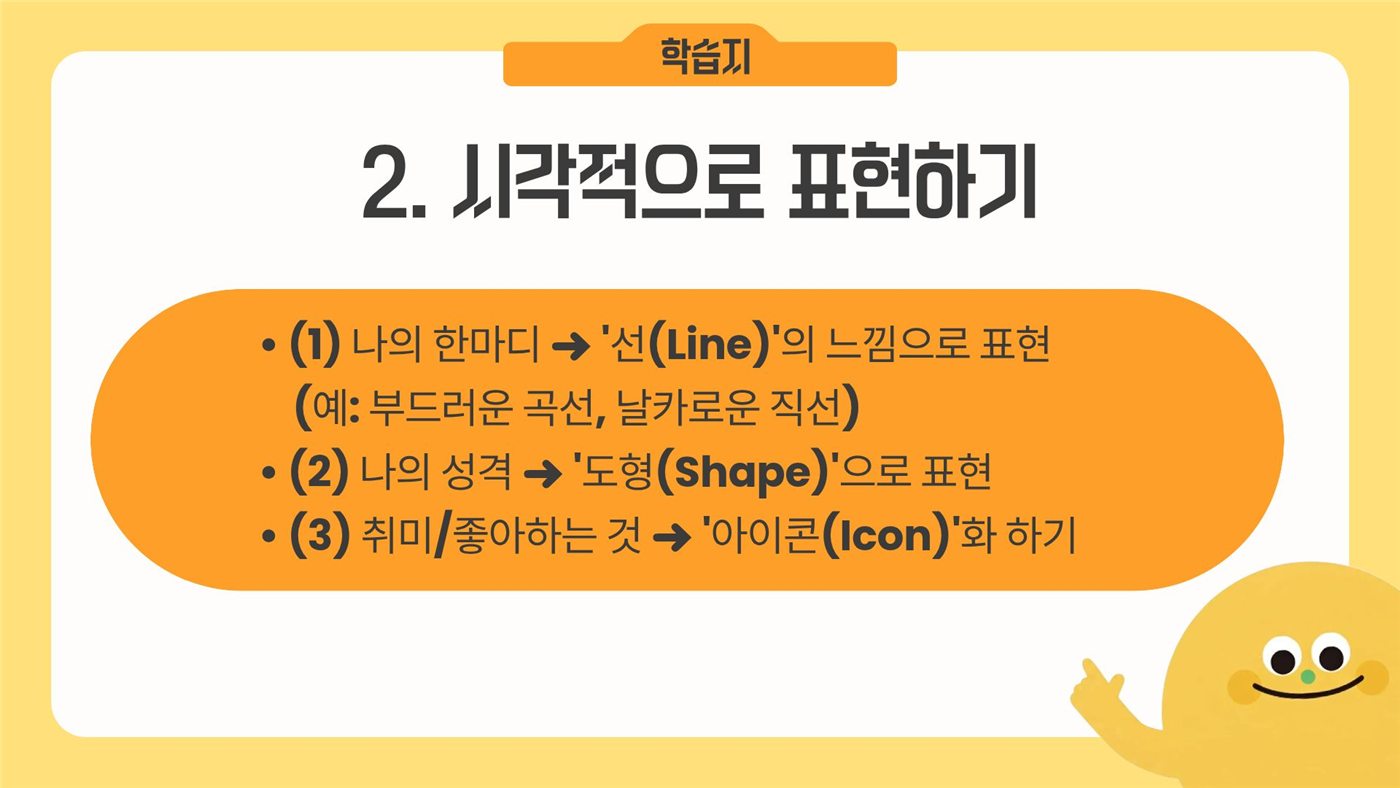 학습지
2. 시각적으로 표현하기
• (1) 나의 한마디 ➜ '선(Line)'의 느낌으로 표현
(예: 부드러운 곡선, 날카로운 직선)
• (2) 나의 성격 ➜ '도형(Shape)'으로 표현
• (3) 취미/좋아하는 것 ➜ '아이콘(Icon)'화 하기